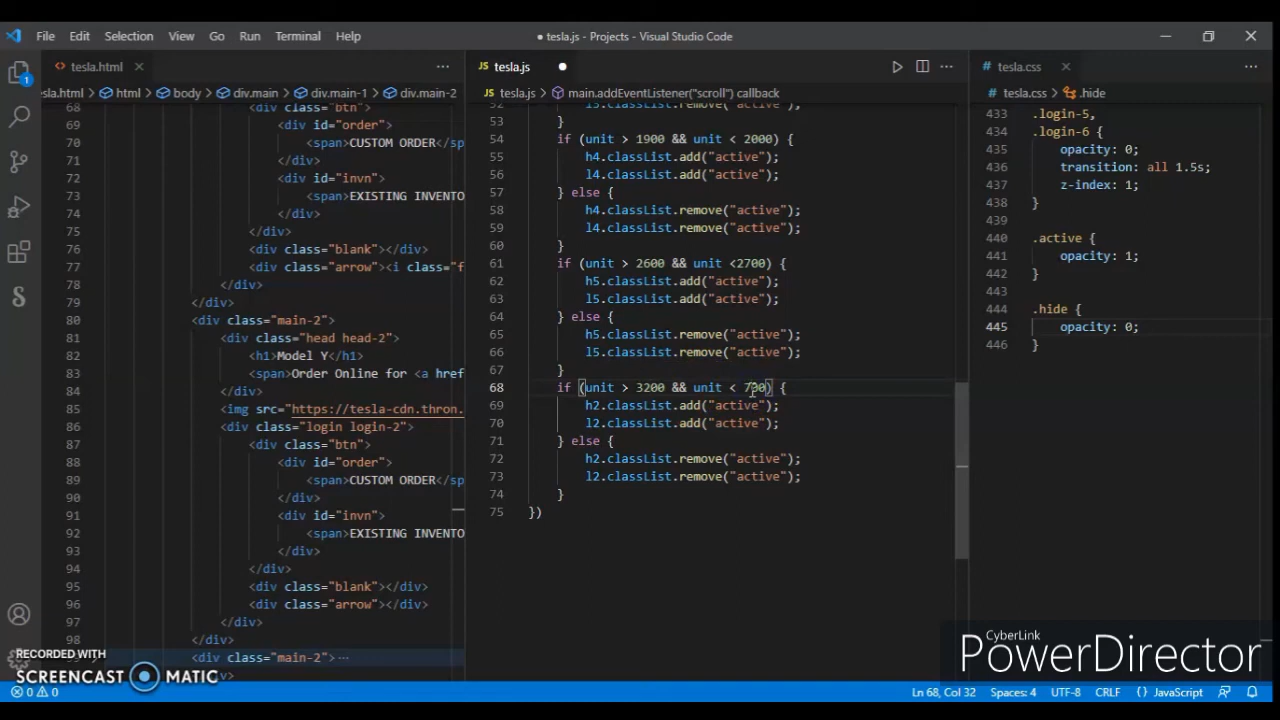 File Edit Selection View Go Run Terminal Help
● tesla.js - Projects - Visual Studio Code
tesla.html
sla.html > html > body > div.main > div.main-1 > div.main-2
68 <div class="btn">
69 <div id="order">
70 <span>CUSTOM ORDER</sp
71 </div>
72 <div id="invn">
73 <span>EXISTING INVENTO
74 </div>
75 </div>
76 <div class="blank"></div>
77 <div class="arrow"><i class="f
78 </div>
79 </div>
80 <div class="main-2">
81 <div class="head head-2">
82 <h1>Model Y</h1>
83 <span>Order Online for <a href
84 </div>
85 <img src="https://tesla-cdn.thron.
86 <div class="login login-2">
87 <div class="btn">
88 <div id="order">
89 <span>CUSTOM ORDER</sp
90 </div>
91 <div id="invn">
92 <span>EXISTING INVENTO
93 </div>
94 </div>
95 <div class="blank"></div>
96 <div class="arrow"></div>
97 </div>
98 </div>
<div class="main-2">...
JS tesla.js ●
JS tesla.js > main.addEventListener("scroll") callback
52 l3.classList.remove("active");
53 }
54 if (unit > 1900 && unit < 2000) {
55 h4.classList.add("active");
56 l4.classList.add("active");
57 } else {
58 h4.classList.remove("active");
59 l4.classList.remove("active");
60 }
61 if (unit > 2600 && unit <2700) {
62 h5.classList.add("active");
63 l5.classList.add("active");
64 } else {
65 h5.classList.remove("active");
66 l5.classList.remove("active");
67 }
68 if (unit > 3200 && unit < 700) {
69 h2.classList.add("active");
70 l2.classList.add("active");
71 } else {
72 h2.classList.remove("active");
73 l2.classList.remove("active");
74 }
75 })
tesla.css
tesla.css > .hide
433 .login-5,
434 .login-6 {
435 opacity: 0;
436 transition: all 1.5s;
437 z-index: 1;
438 }
439
440 .active {
441 opacity: 1;
442 }
443
444 .hide {
445 opacity: 0;
446 }
RECORDED WITH
SCREENCAST MATIC
CyberLink
PowerDirector
0 0
Ln 68, Col 32 Spaces: 4 UTF-8 CRLF {} JavaScript